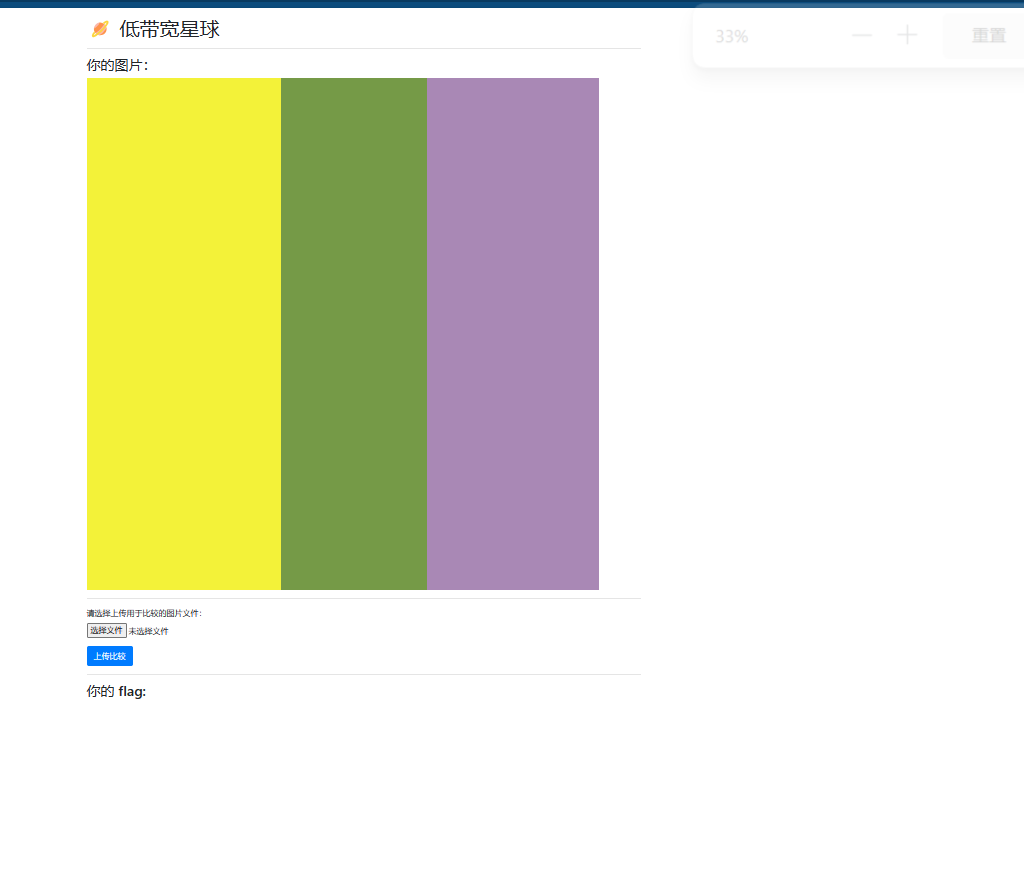 🪐 低带宽星球
33%
重置
你的图片：
请选择上传用于比较的图片文件：
选择文件 未选择文件
上传比较
你的 flag: